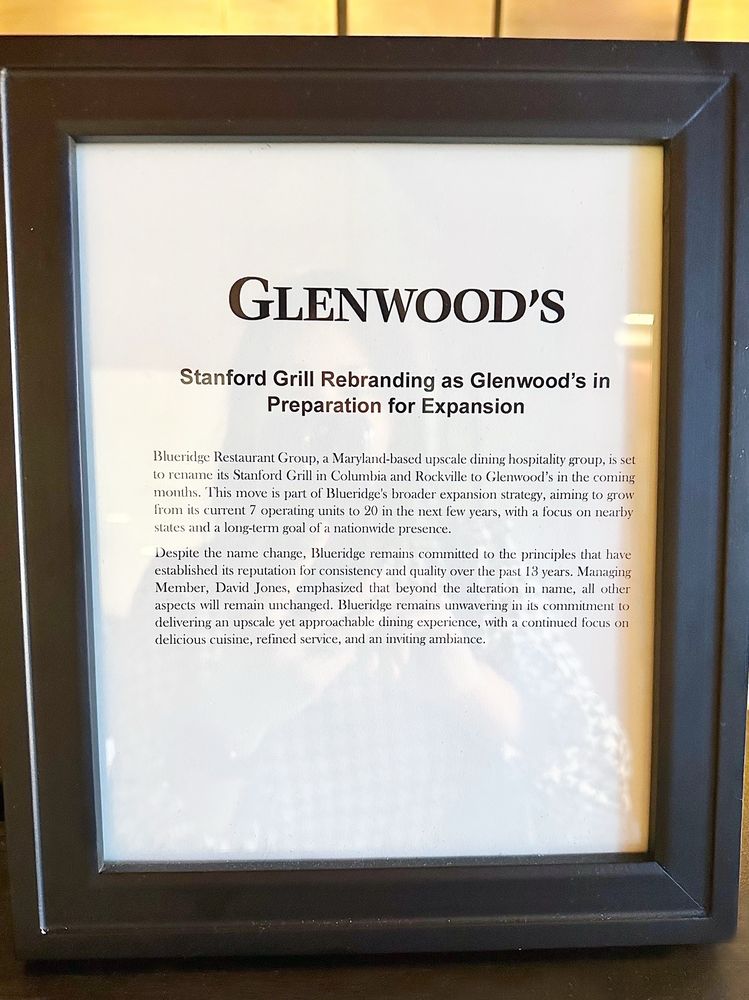 GLENWOOD'S
Stanford Grill Rebranding as Glenwood's in
Preparation for Expansion
Blueridge Restaurant Group, a Maryland-based upscale dining hospitality group, is set
to rename its Stanford Grill in Columbia and Rockville to Glenwood's in the coming
months. This move is part of Blueridge's broader expansion strategy, aiming to grow
from its current 7 operating units to 20 in the next few years, with a focus on nearby
states and a long-term goal of a nationwide presence.
Despite the name change, Blueridge remains committed to the principles that have
established its reputation for consistency and quality over the past 13 years. Managing
Member, David Jones, emphasized that beyond the alteration in name, all other
aspects will remain unchanged. Blueridge remains unwavering in its commitment to
delivering an upscale yet approachable dining experience, with a continued focus on
delicious cuisine, refined service, and an inviting ambiance.